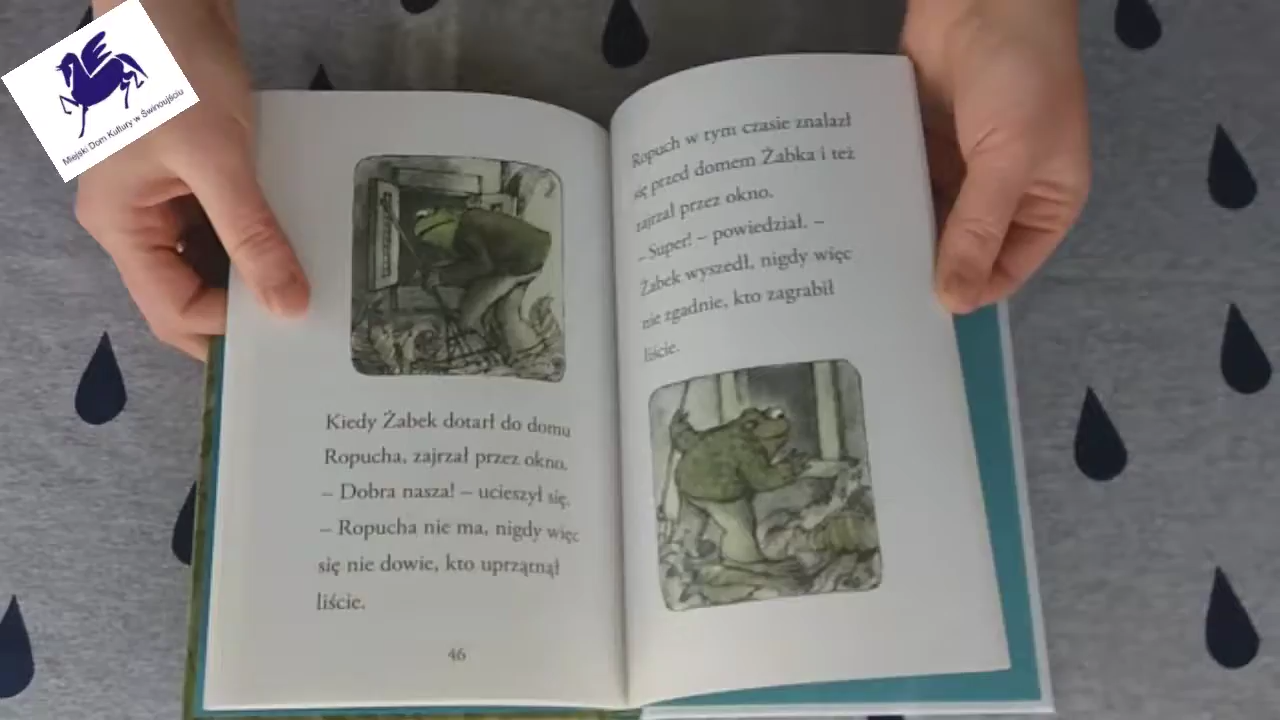 Miejski Dom Kultury w Świnoujściu
Kiedy Żabek dotarł do domu
Ropucha, zajrzał przez okno.
– Dobra nasza! – ucieszył się.
– Ropucha nie ma, nigdy więc
się nie dowie, kto uprzątnął
liście.
46
Ropuch w tym czasie znalazł
się przed domem Żabka i też
zajrzał przez okno.
– Super! – powiedział. –
Żabek wyszedł, nigdy więc
nie zgadnie, kto zagrabił
liście.